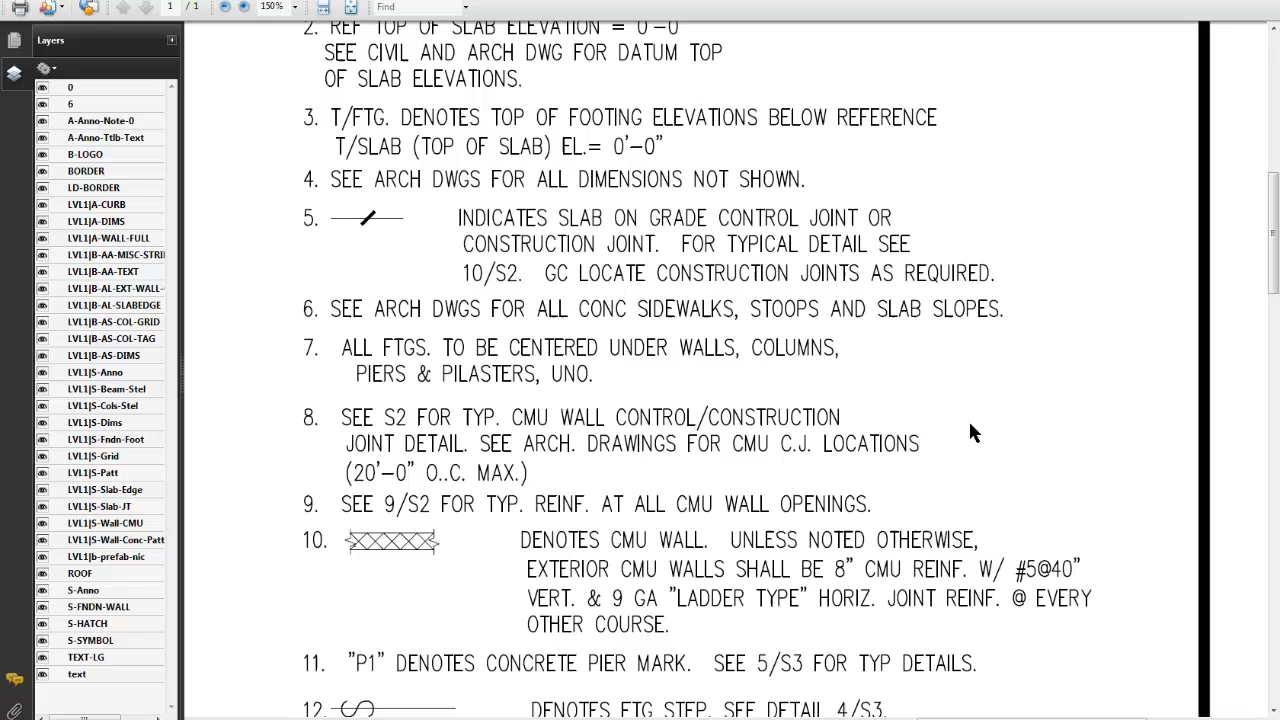 1 / 1
150%
Find
Layers
0
6
A-Anno-Note-0
A-Anno-Ttlb-Text
B-LOGO
BORDER
LD-BORDER
LVL1|A-CURB
LVL1|A-DIMS
LVL1|A-WALL-FULL
LVL1|B-AA-MISC-STRI
LVL1|B-AA-TEXT
LVL1|B-AL-EXT-WALL-
LVL1|B-AL-SLABEDGE
LVL1|B-AS-COL-GRID
LVL1|B-AS-COL-TAG
LVL1|B-AS-DIMS
LVL1|S-Anno
LVL1|S-Beam-Stel
LVL1|S-Cols-Stel
LVL1|S-Dims
LVL1|S-Fndn-Foot
LVL1|S-Grid
LVL1|S-Patt
LVL1|S-Slab-Edge
LVL1|S-Slab-JT
LVL1|S-Wall-CMU
LVL1|S-Wall-Conc-Patt
LVL1|b-prefab-nic
ROOF
S-Anno
S-FNDN-WALL
S-HATCH
S-SYMBOL
TEXT-LG
text
2. REF TOP OF SLAB ELEVATION = 0'-0"
SEE CIVIL AND ARCH DWG FOR DATUM TOP
OF SLAB ELEVATIONS.
3. T/FTG. DENOTES TOP OF FOOTING ELEVATIONS BELOW REFERENCE
T/SLAB (TOP OF SLAB) EL.= 0'-0"
4. SEE ARCH DWGS FOR ALL DIMENSIONS NOT SHOWN.
5. INDICATES SLAB ON GRADE CONTROL JOINT OR
CONSTRUCTION JOINT. FOR TYPICAL DETAIL SEE
10/S2. GC LOCATE CONSTRUCTION JOINTS AS REQUIRED.
6. SEE ARCH DWGS FOR ALL CONC SIDEWALKS, STOOPS AND SLAB SLOPES.
7. ALL FTGS. TO BE CENTERED UNDER WALLS, COLUMNS,
PIERS & PILASTERS, UNO.
8. SEE S2 FOR TYP. CMU WALL CONTROL/CONSTRUCTION
JOINT DETAIL. SEE ARCH. DRAWINGS FOR CMU C.J. LOCATIONS
(20'-0" O..C. MAX.)
9. SEE 9/S2 FOR TYP. REINF. AT ALL CMU WALL OPENINGS.
10. DENOTES CMU WALL. UNLESS NOTED OTHERWISE,
EXTERIOR CMU WALLS SHALL BE 8" CMU REINF. W/ #5@40"
VERT. & 9 GA "LADDER TYPE" HORIZ. JOINT REINF. @ EVERY
OTHER COURSE.
11. "P1" DENOTES CONCRETE PIER MARK. SEE 5/S3 FOR TYP DETAILS.
12. DENOTES FTG STEP. SEE DETAIL 4/S3.